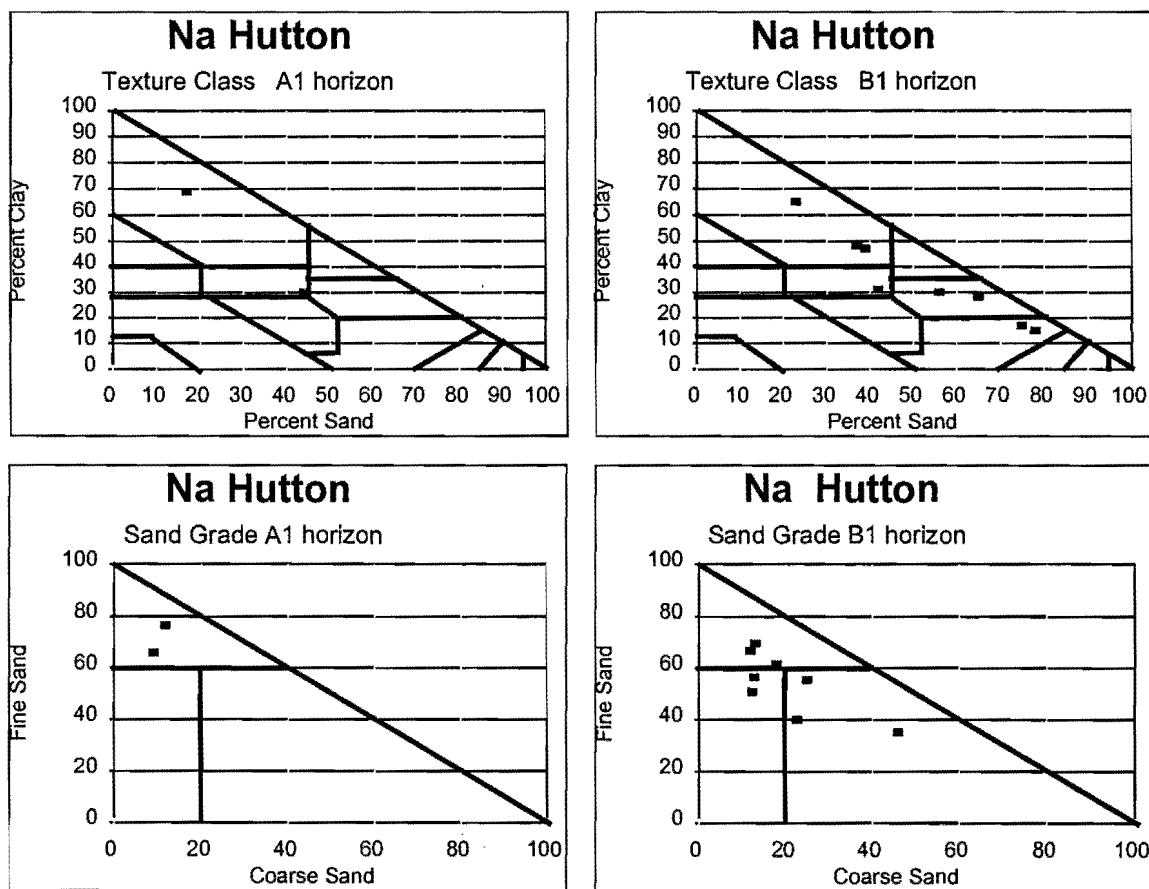 Na Hutton
Texture Class A1 horizon
100
90
80
70
60
50
40
30
20
10
0
Percent Clay
0 10 20 30 40 50 60 70 80 90 100
Percent Sand
Na Hutton
Texture Class B1 horizon
100
90
80
70
60
50
40
30
20
10
0
Percent Clay
0 10 20 30 40 50 60 70 80 90 100
Percent Sand
Na Hutton
Sand Grade A1 horizon
100
80
60
40
20
0
Fine Sand
0 20 40 60 80 100
Coarse Sand
Na Hutton
Sand Grade B1 horizon
100
80
60
40
20
0
Fine Sand
0 20 40 60 80 100
Coarse Sand